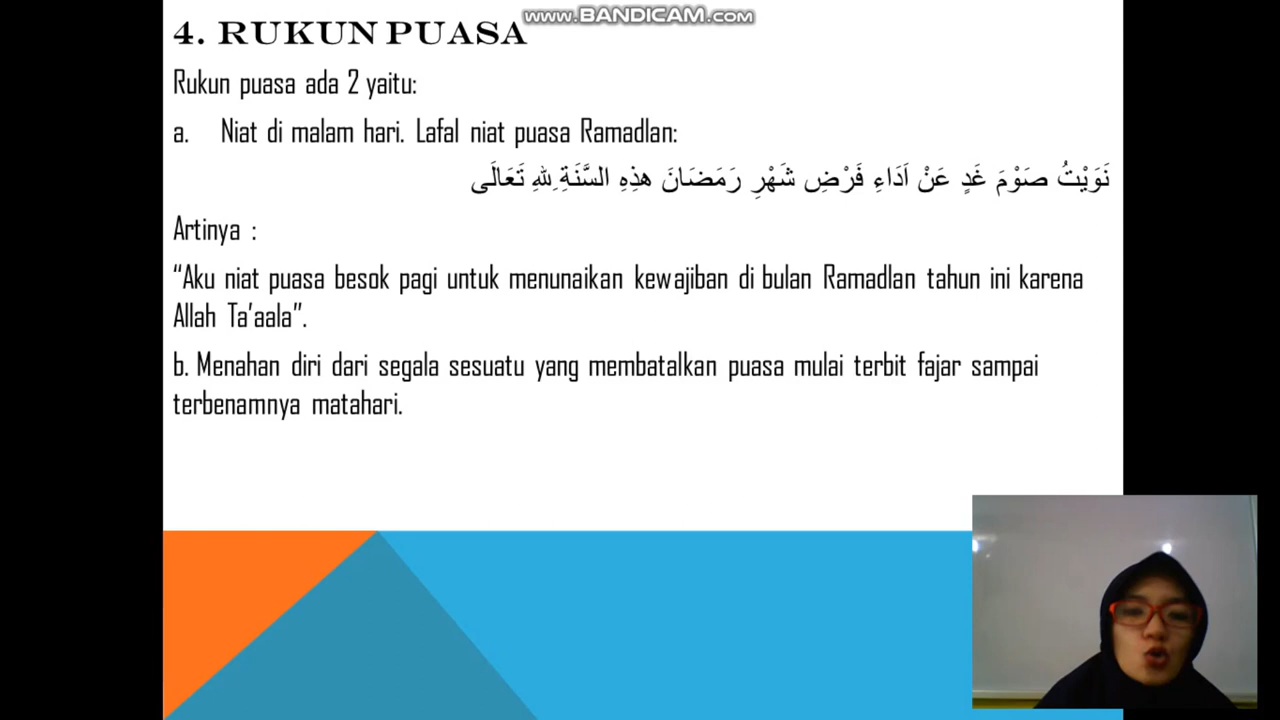 www.BANDICAM.com
4. RUKUN PUASA
Rukun puasa ada 2 yaitu:
a. Niat di malam hari. Lafal niat puasa Ramadlan:
نَوَيْتُ صَوْمَ غَدٍ عَنْ اَدَاءِ فَرْضِ شَهْرِ رَمَضَانَ هذِهِ السَّنَةِ ِللهِ تَعَالَى
Artinya :
“Aku niat puasa besok pagi untuk menunaikan kewajiban di bulan Ramadlan tahun ini karena
Allah Ta’aala”.
b. Menahan diri dari segala sesuatu yang membatalkan puasa mulai terbit fajar sampai
terbenamnya matahari.